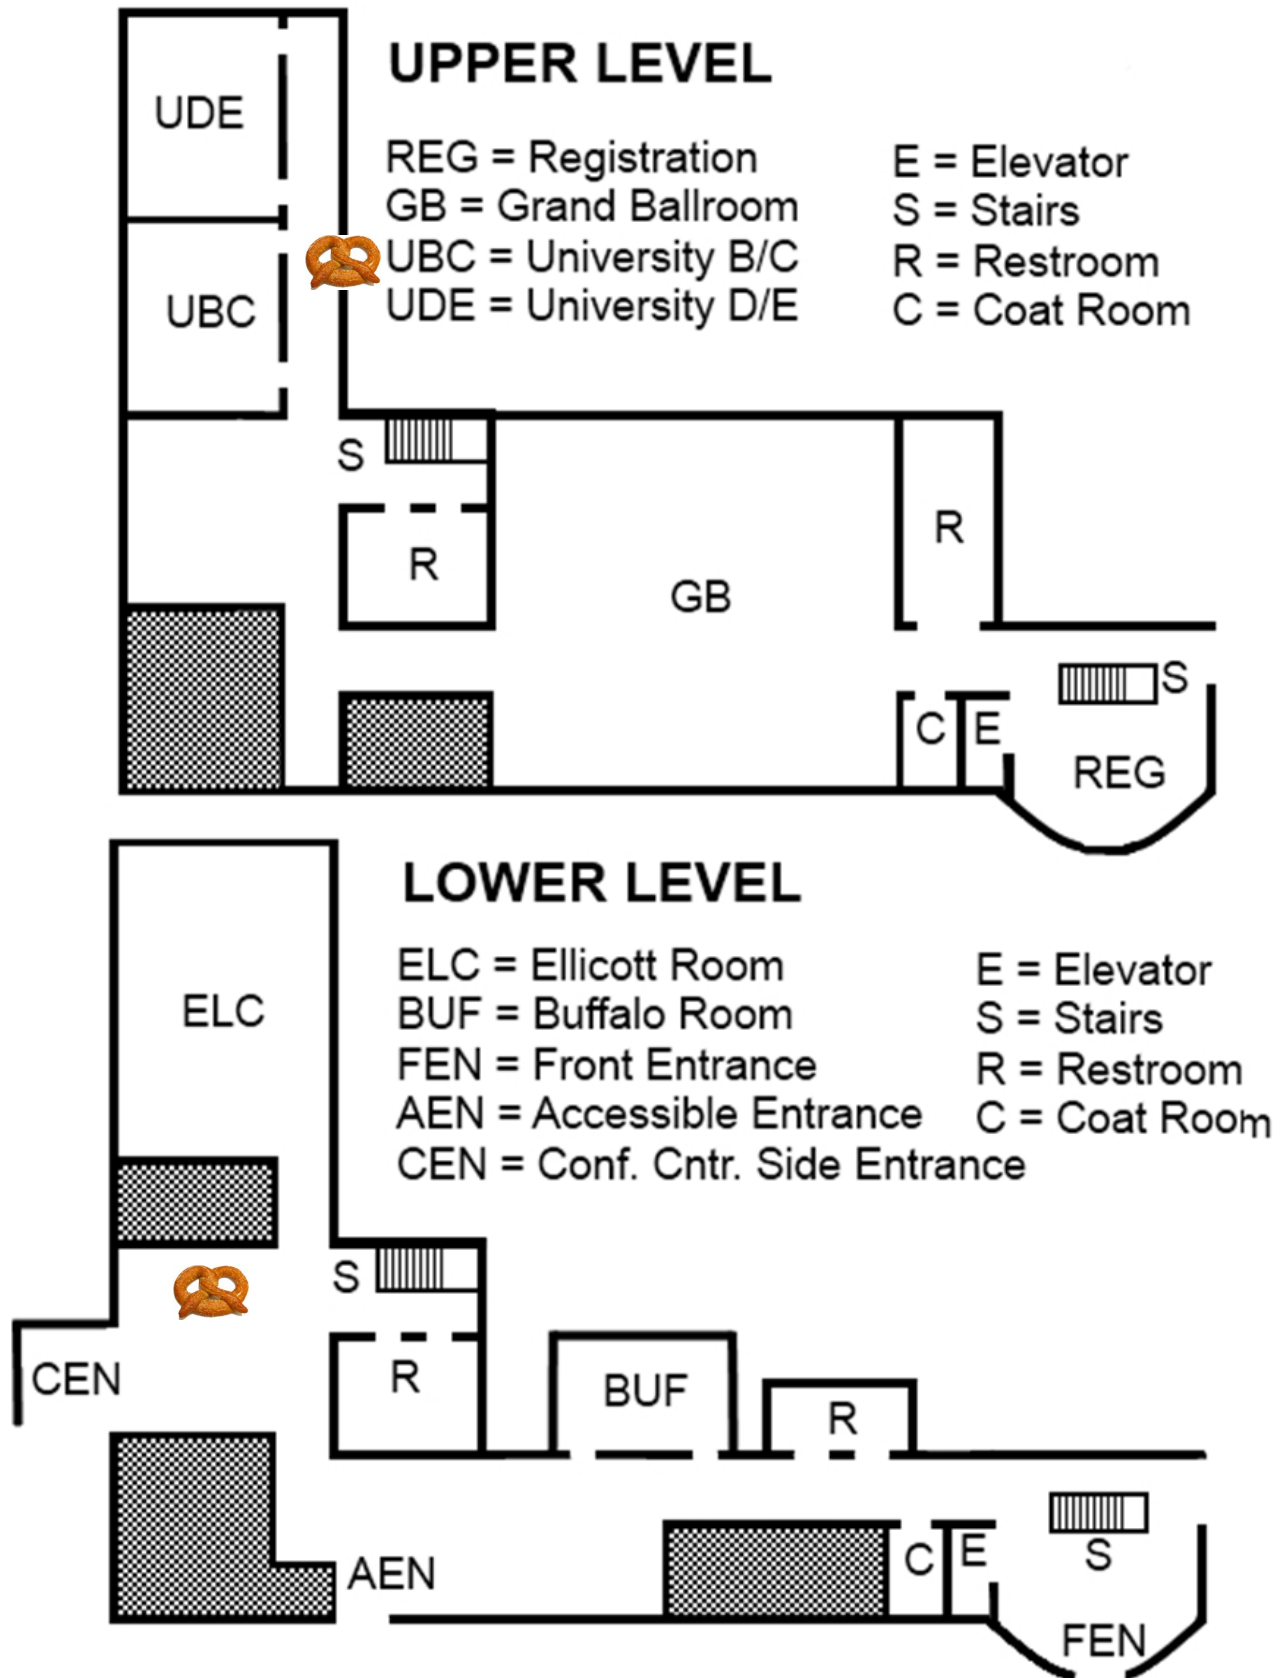 UPPER LEVEL
UDE
REG = Registration
E = Elevator
GB = Grand Ballroom
S = Stairs
UBC = University B/C
R = Restroom
UBC
UDE = University D/E
C = Coat Room
S
R
R
GB
S
C
E
REG
LOWER LEVEL
ELC = Ellicott Room
E = Elevator
ELC
BUF = Buffalo Room
S = Stairs
FEN = Front Entrance
R = Restroom
AEN = Accessible Entrance
C = Coat Room
CEN = Conf. Cntr. Side Entrance
S
CEN
R
BUF
R
AEN
C
E
S
FEN